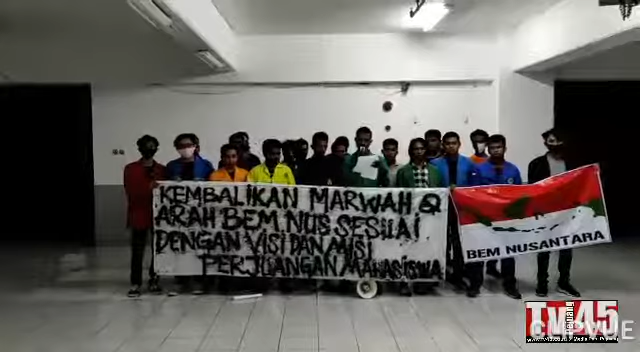 KEMBALIKAN MARWAH &
ARAH BEM NUS SESUAI
DENGAN VISI DAN MISI
PERJUANGAN MAHASISWA
BEM NUSANTARA
TV45